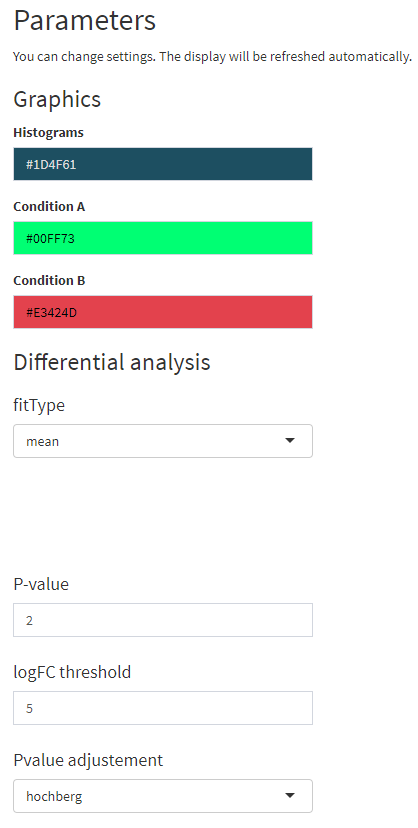 Parameters
You can change settings. The display will be refreshed automatically.
Graphics
Histograms
#1D4F61
Condition A
#00FF73
Condition B
#E3424D
Differential analysis
fitType
mean
P-value
2
logFC threshold
5
Pvalue adjustement
hochberg